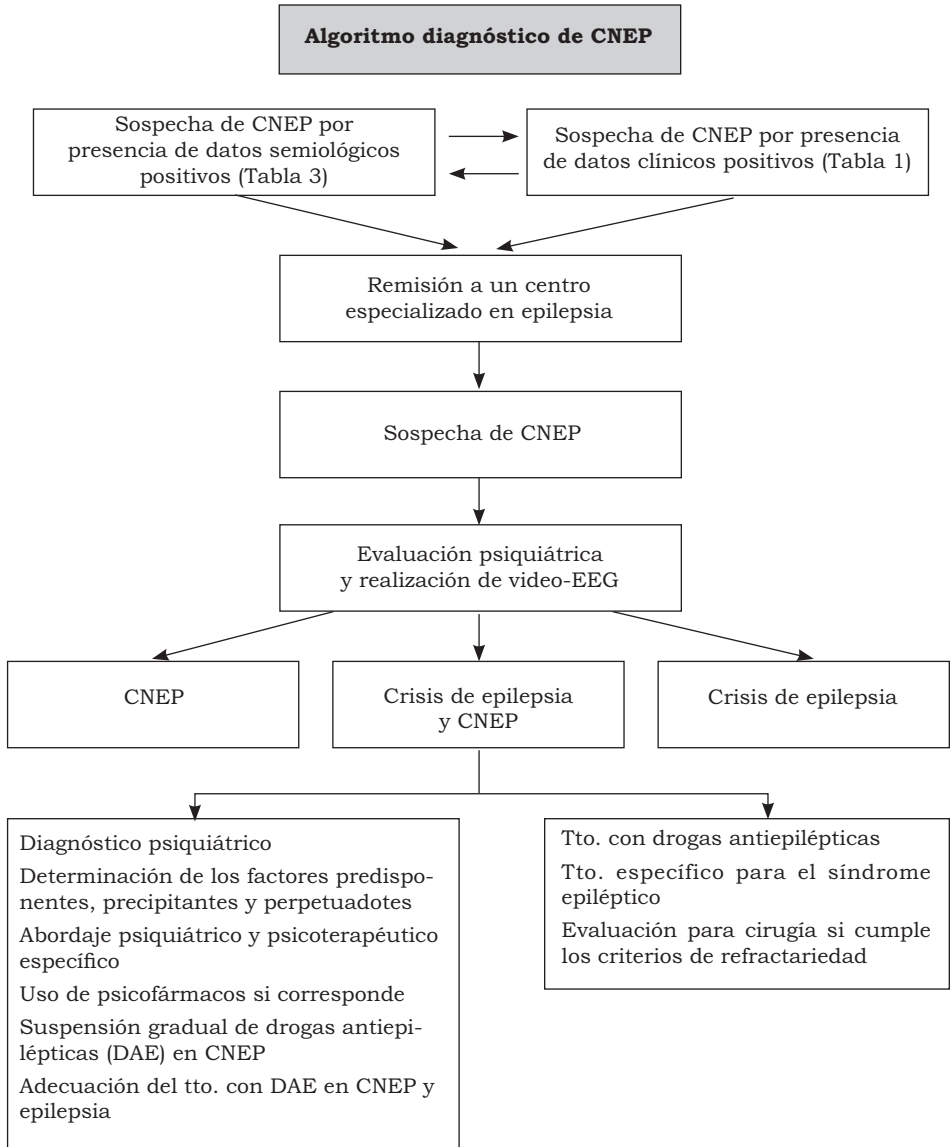 Algoritmo diagnóstico de CNEP
Sospecha de CNEP por
presencia de datos semiológicos
positivos (Tabla 3)
Sospecha de CNEP por presencia
de datos clínicos positivos (Tabla 1)
Remisión a un centro
especializado en epilepsia
Sospecha de CNEP
Evaluación psiquiátrica
y realización de video-EEG
CNEP
Crisis de epilepsia
y CNEP
Crisis de epilepsia
Diagnóstico psiquiátrico
Determinación de los factores predispo-
nentes, precipitantes y perpetuadotes
Abordaje psiquiátrico y psicoterapéutico
específico
Uso de psicofármacos si corresponde
Suspensión gradual de drogas antiepi-
lépticas (DAE) en CNEP
Adecuación del tto. con DAE en CNEP y
epilepsia
Tto. con drogas antiepilépticas
Tto. específico para el síndrome
epiléptico
Evaluación para cirugía si cumple
los criterios de refractariedad